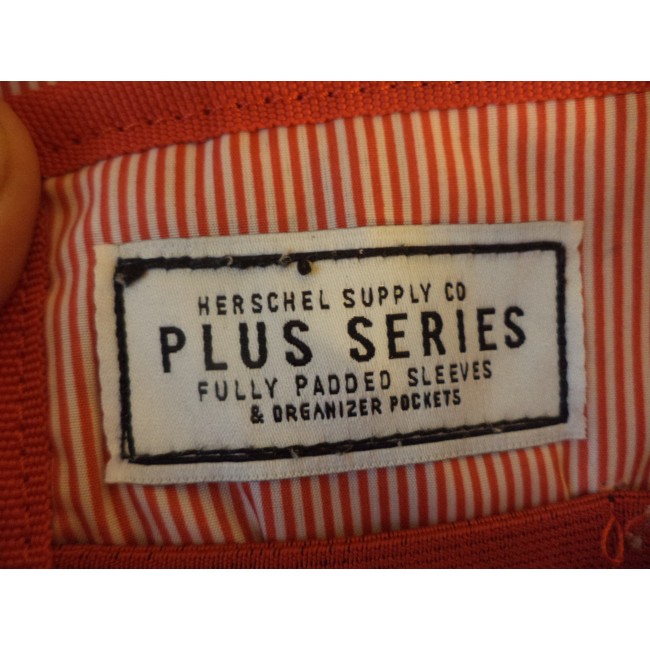 HERSCHEL SUPPLY CO
PLUS SERIES
FULLY PADDED SLEEVES
& ORGANIZER POCKETS